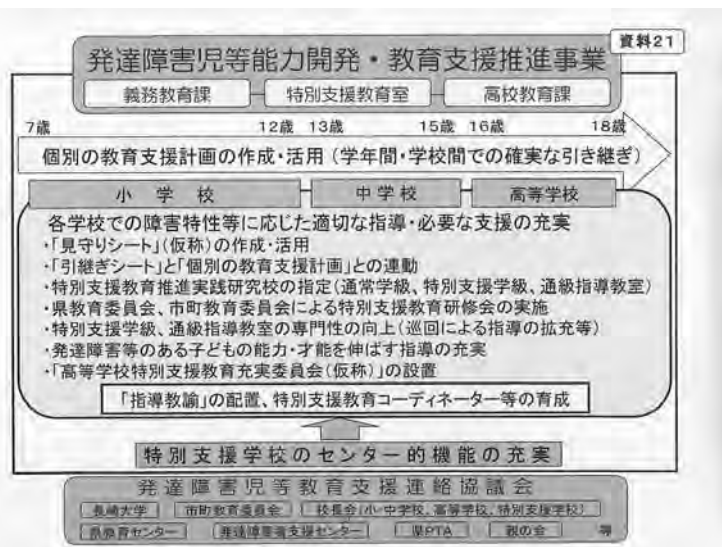 資料21
発達障害児等能力開発・教育支援推進事業
義務教育課 特別支援教育室 高校教育課
7歳 12歳 13歳 15歳 16歳 18歳
個別の教育支援計画の作成・活用(学年間・学校間での確実な引き継ぎ)
小学校 中学校 高等学校
各学校での障害特性等に応じた適切な指導・必要な支援の充実
・「見守りシート」(仮称)の作成・活用
・「引継ぎシート」と「個別の教育支援計画」との連動
・特別支援教育推進実践研究校の指定(通常学級、特別支援学級、通級指導教室)
・県教育委員会、市町教育委員会による特別支援教育研修会の実施
・特別支援学級、通級指導教室の専門性の向上(巡回による指導の拡充等)
・発達障害等のある子どもの能力・才能を伸ばす指導の充実
・「高等学校特別支援教育充実委員会(仮称)」の設置
「指導教諭」の配置、特別支援教育コーディネーター等の育成
特別支援学校のセンター的機能の充実
発達障害児等教育支援連絡協議会
長崎大学 市町教育委員会 校長会(小・中学校、高等学校、特別支援学校)
県教育センター 発達障害者支援センター 県PTA 親の会 等